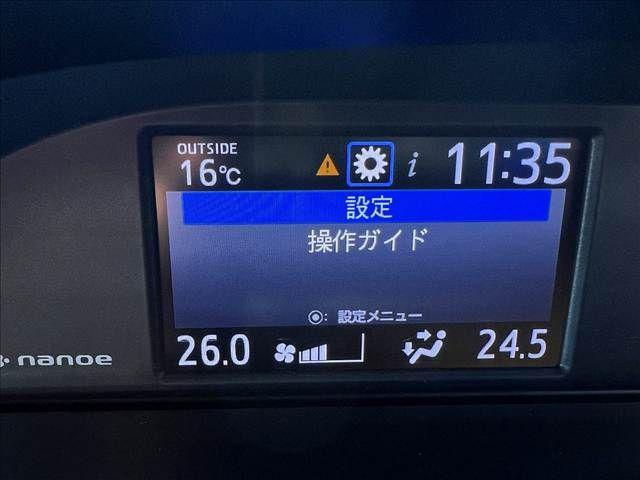 OUTSIDE
16℃
i
11:35
設定
操作ガイド
◉: 設定メニュー
26.0
24.5
nanoe